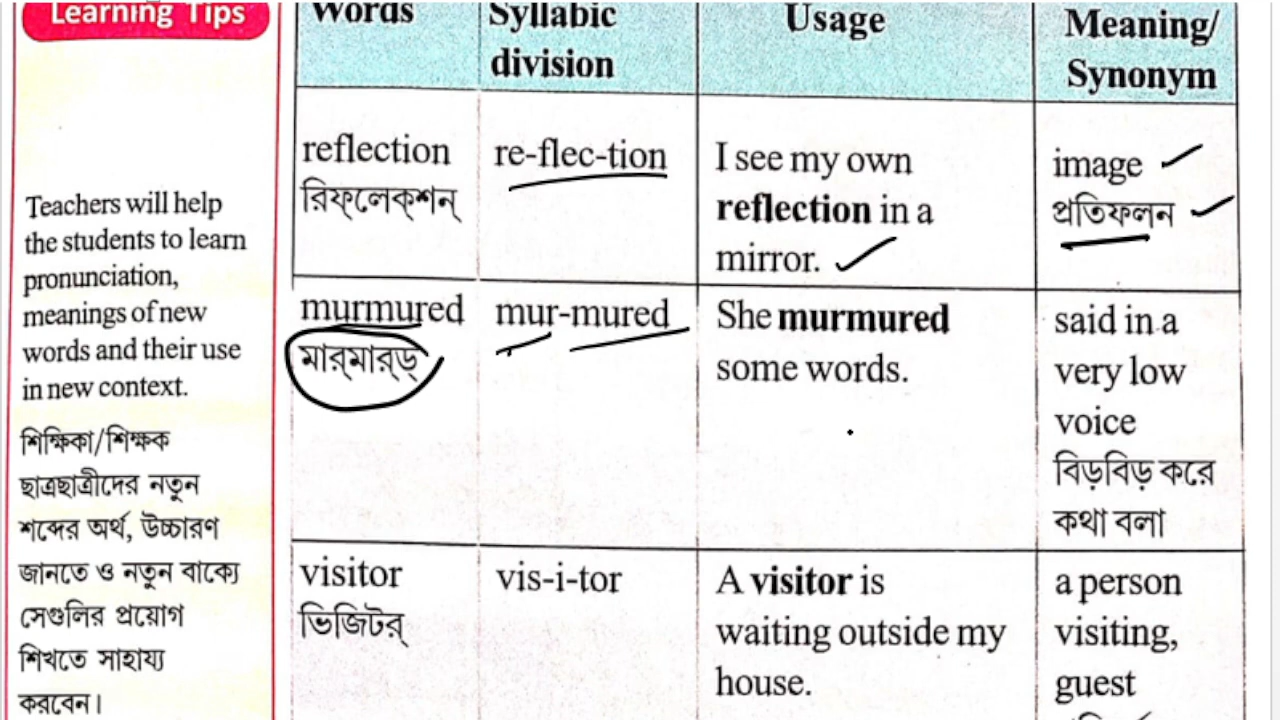 Learning Tips
Teachers will help
the students to learn
pronunciation,
meanings of new
words and their use
in new context.
শিক্ষিকা/শিক্ষক
ছাত্রছাত্রীদের নতুন
শব্দের অর্থ, উচ্চারণ
জানতে ও নতুন বাক্যে
সেগুলির প্রয়োগ
শিখতে সাহায্য
করবেন।
Words
Syllabic
division
Usage
Meaning/
Synonym
reflection
রিফ্‌লেক্‌শন্
re-flec-tion
I see my own
reflection in a
mirror.
image
প্রতিফলন
murmured
মার্‌মার্‌ড্
mur-mured
She murmured
some words.
said in a
very low
voice
বিড়বিড় করে
কথা বলা
visitor
ভিজিটর্
vis-i-tor
A visitor is
waiting outside my
house.
a person
visiting,
guest